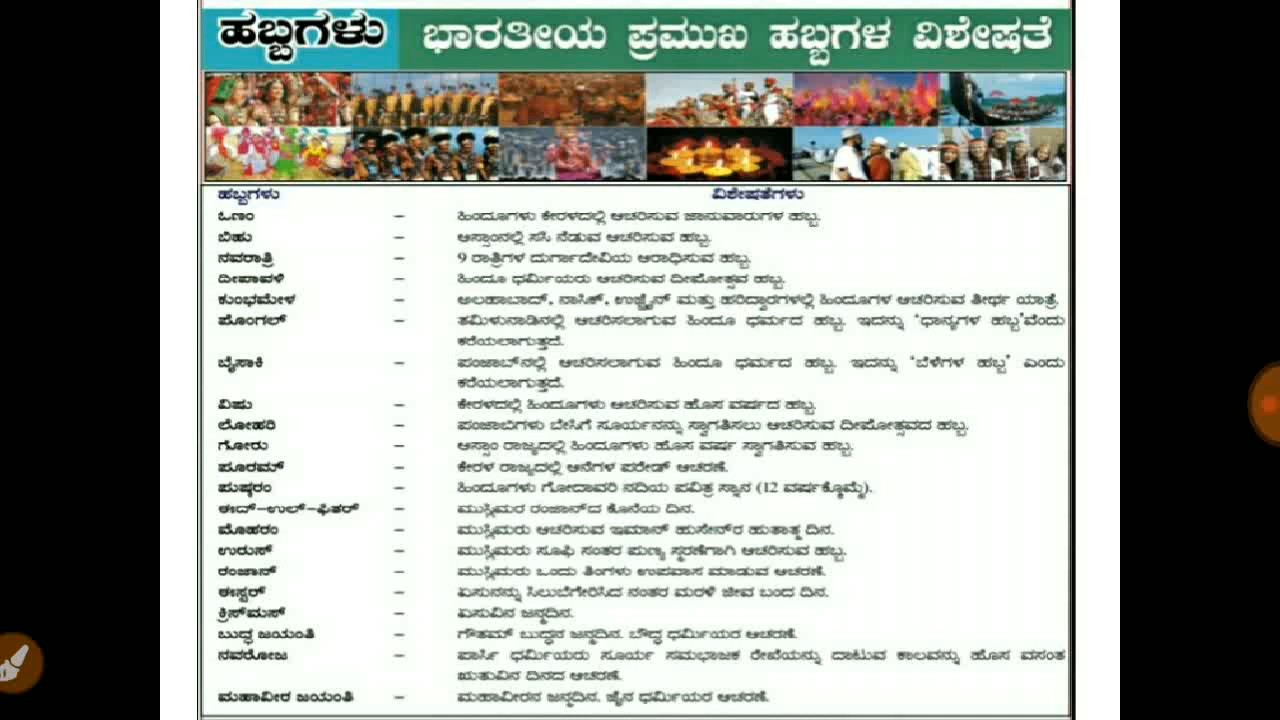 ಹಬ್ಬಗಳು ಭಾರತೀಯ ಪ್ರಮುಖ ಹಬ್ಬಗಳ ವಿಶೇಷತೆ
ಹಬ್ಬಗಳು ವಿಶೇಷತೆಗಳು
ಓಣಂ – ಹಿಂದೂಗಳು ಕೇರಳದಲ್ಲಿ ಆಚರಿಸುವ ಜಾನುವಾರುಗಳ ಹಬ್ಬ.
ಬಿಹು – ಆಸ್ಸಾಂನಲ್ಲಿ ಸಸಿ ನೆಡುವ ಆಚರಿಸುವ ಹಬ್ಬ.
ನವರಾತ್ರಿ – 9 ರಾತ್ರಿಗಳ ದುರ್ಗಾದೇವಿಯ ಆರಾಧಿಸುವ ಹಬ್ಬ.
ದೀಪಾವಳಿ – ಹಿಂದೂ ಧರ್ಮಿಯರು ಆಚರಿಸುವ ದೀಪೋತ್ಸವ ಹಬ್ಬ.
ಕುಂಭಮೇಳ – ಅಲಹಾಬಾದ್, ನಾಸಿಕ್, ಉಜ್ಜೈನ್ ಮತ್ತು ಹರಿದ್ವಾರಗಳಲ್ಲಿ ಹಿಂದೂಗಳ ಆಚರಿಸುವ ತೀರ್ಥ ಯಾತ್ರೆ.
ಪೊಂಗಲ್ – ತಮಿಳುನಾಡಿನಲ್ಲಿ ಆಚರಿಸಲಾಗುವ ಹಿಂದೂ ಧರ್ಮದ ಹಬ್ಬ. ಇದನ್ನು 'ಧಾನ್ಯಗಳ ಹಬ್ಬ'ವೆಂದು
ಕರೆಯಲಾಗುತ್ತದೆ.
ಬೈಸಾಕಿ – ಪಂಜಾಬ್‌ನಲ್ಲಿ ಆಚರಿಸಲಾಗುವ ಹಿಂದೂ ಧರ್ಮದ ಹಬ್ಬ. ಇದನ್ನು 'ಬೆಳೆಗಳ ಹಬ್ಬ' ಎಂದು
ಕರೆಯಲಾಗುತ್ತದೆ.
ವಿಷು – ಕೇರಳದಲ್ಲಿ ಹಿಂದೂಗಳು ಆಚರಿಸುವ ಹೊಸ ವರ್ಷದ ಹಬ್ಬ
ಲೋಹರಿ – ಪಂಜಾಬಿಗಳು ಬೇಸಿಗೆ ಸೂರ್ಯನನ್ನು ಸ್ವಾಗತಿಸಲು ಆಚರಿಸುವ ದೀಪೋತ್ಸವದ ಹಬ್ಬ.
ಗೋರು – ಆಸ್ಸಾಂ ರಾಜ್ಯದಲ್ಲಿ ಹಿಂದೂಗಳು ಹೊಸ ವರ್ಷ ಸ್ವಾಗತಿಸುವ ಹಬ್ಬ.
ಪೂರಮ್ – ಕೇರಳ ರಾಜ್ಯದಲ್ಲಿ ಆನೆಗಳ ಪರೇಡ್ ಆಚರಣೆ.
ಪುಷ್ಕರಂ – ಹಿಂದೂಗಳು ಗೋದಾವರಿ ನದಿಯ ಪವಿತ್ರ ಸ್ನಾನ (12 ವರ್ಷಕ್ಕೊಮ್ಮೆ).
ಈದ್–ಉಲ್–ಫಿತರ್ – ಮುಸ್ಲಿಮರ ರಂಜಾನ್‌ದ ಕೊನೆಯ ದಿನ.
ಮೊಹರಂ – ಮುಸ್ಲಿಮರು ಆಚರಿಸುವ ಇಮಾನ್ ಹುಸೇನ್‌ರ ಹುತಾತ್ಮ ದಿನ.
ಉರುಸ್ – ಮುಸ್ಲಿಮರು ಸೂಫಿ ಸಂತರ ಪುಣ್ಯ ಸ್ಮರಣೆಗಾಗಿ ಆಚರಿಸುವ ಹಬ್ಬ.
ರಂಜಾನ್ – ಮುಸ್ಲಿಮರು ಒಂದು ತಿಂಗಳು ಉಪವಾಸ ಮಾಡುವ ಆಚರಣೆ.
ಈಸ್ಟರ್ – ಏಸುನನ್ನು ಸಿಲುಬೆಗೇರಿಸಿದ ನಂತರ ಮರಳಿ ಜೀವ ಬಂದ ದಿನ.
ಕ್ರಿಸ್‌ಮಸ್ – ಏಸುವಿನ ಜನ್ಮದಿನ.
ಬುದ್ಧ ಜಯಂತಿ – ಗೌತಮ್ ಬುದ್ಧನ ಜನ್ಮದಿನ. ಬೌದ್ಧ ಧರ್ಮಿಯರ ಆಚರಣೆ.
ನವರೋಜ – ಪಾರ್ಸಿ ಧರ್ಮಿಯರು ಸೂರ್ಯ ಸಮಭಾಜಕ ರೇಖೆಯನ್ನು ದಾಟುವ ಕಾಲವನ್ನು ಹೊಸ ವಸಂತ
ಋತುವಿನ ದಿನದ ಆಚರಣೆ.
ಮಹಾವೀರ ಜಯಂತಿ – ಮಹಾವೀರನ ಜನ್ಮದಿನ. ಜೈನ ಧರ್ಮಿಯರ ಆಚರಣೆ.